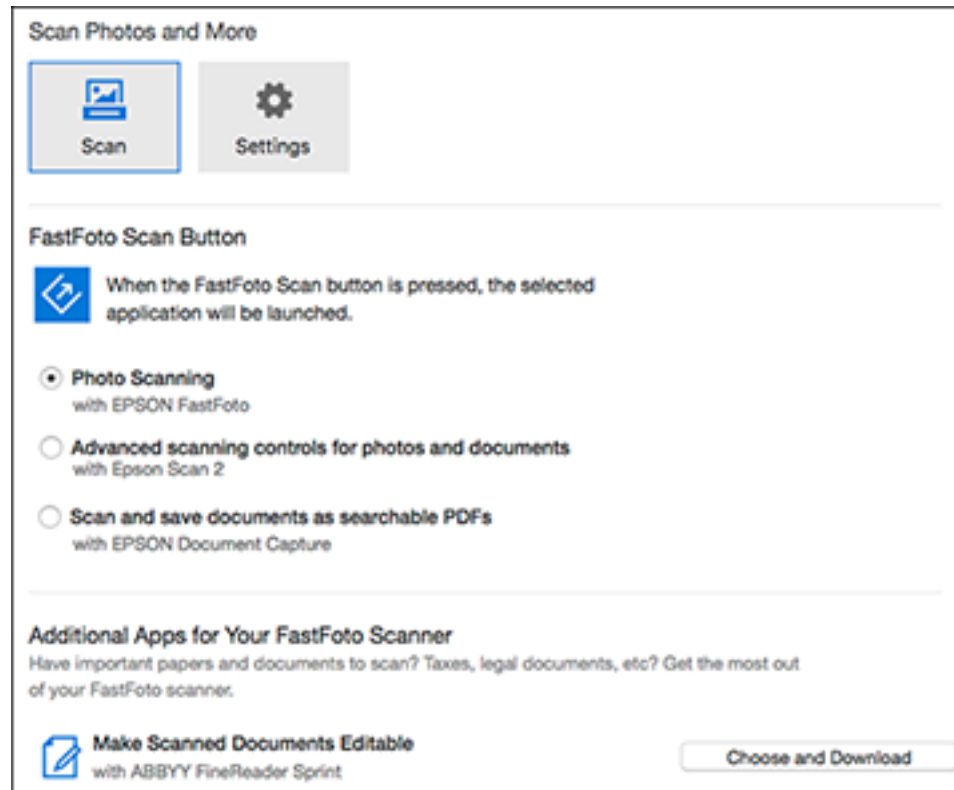 Scan Photos and More
Scan
Settings
FastFoto Scan Button
When the FastFoto Scan button is pressed, the selected
application will be launched.
Photo Scanning
with EPSON FastFoto
Advanced scanning controls for photos and documents
with Epson Scan 2
Scan and save documents as searchable PDFs
with EPSON Document Capture
Additional Apps for Your FastFoto Scanner
Have important papers and documents to scan? Taxes, legal documents, etc? Get the most out
of your FastFoto scanner.
Make Scanned Documents Editable
with ABBYY FineReader Sprint
Choose and Download